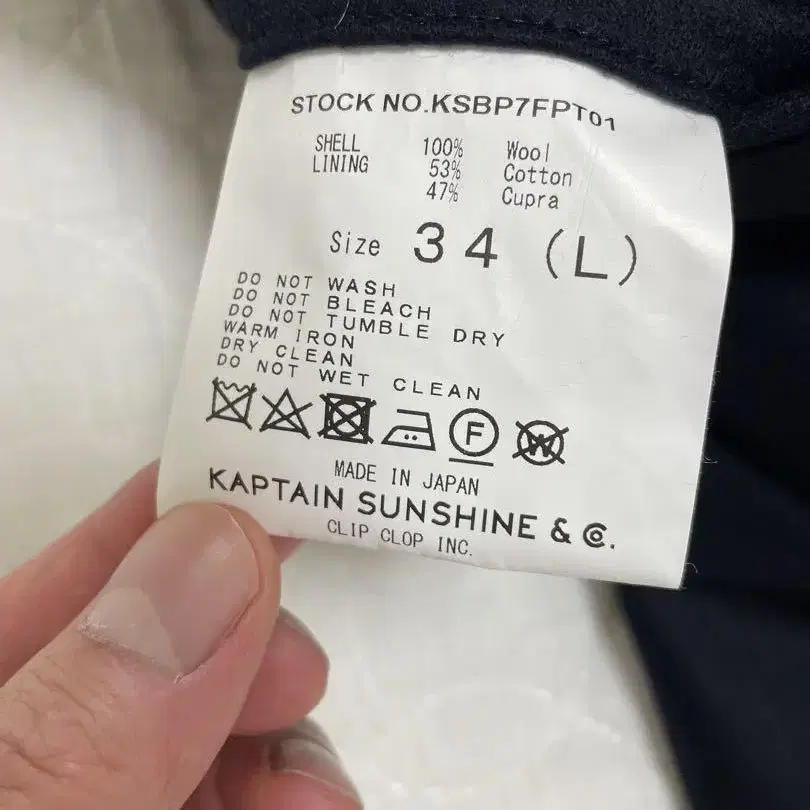 STOCK NO.KSBP7FPT01
SHELL 100% Wool
LINING 53% Cotton
47% Cupra
Size 34 (L)
DO NOT WASH
DO NOT BLEACH
DO NOT TUMBLE DRY
WARM IRON
DRY CLEAN
DO NOT WET CLEAN
F W
MADE IN JAPAN
KAPTAIN SUNSHINE & Co.
CLIP CLOP INC.